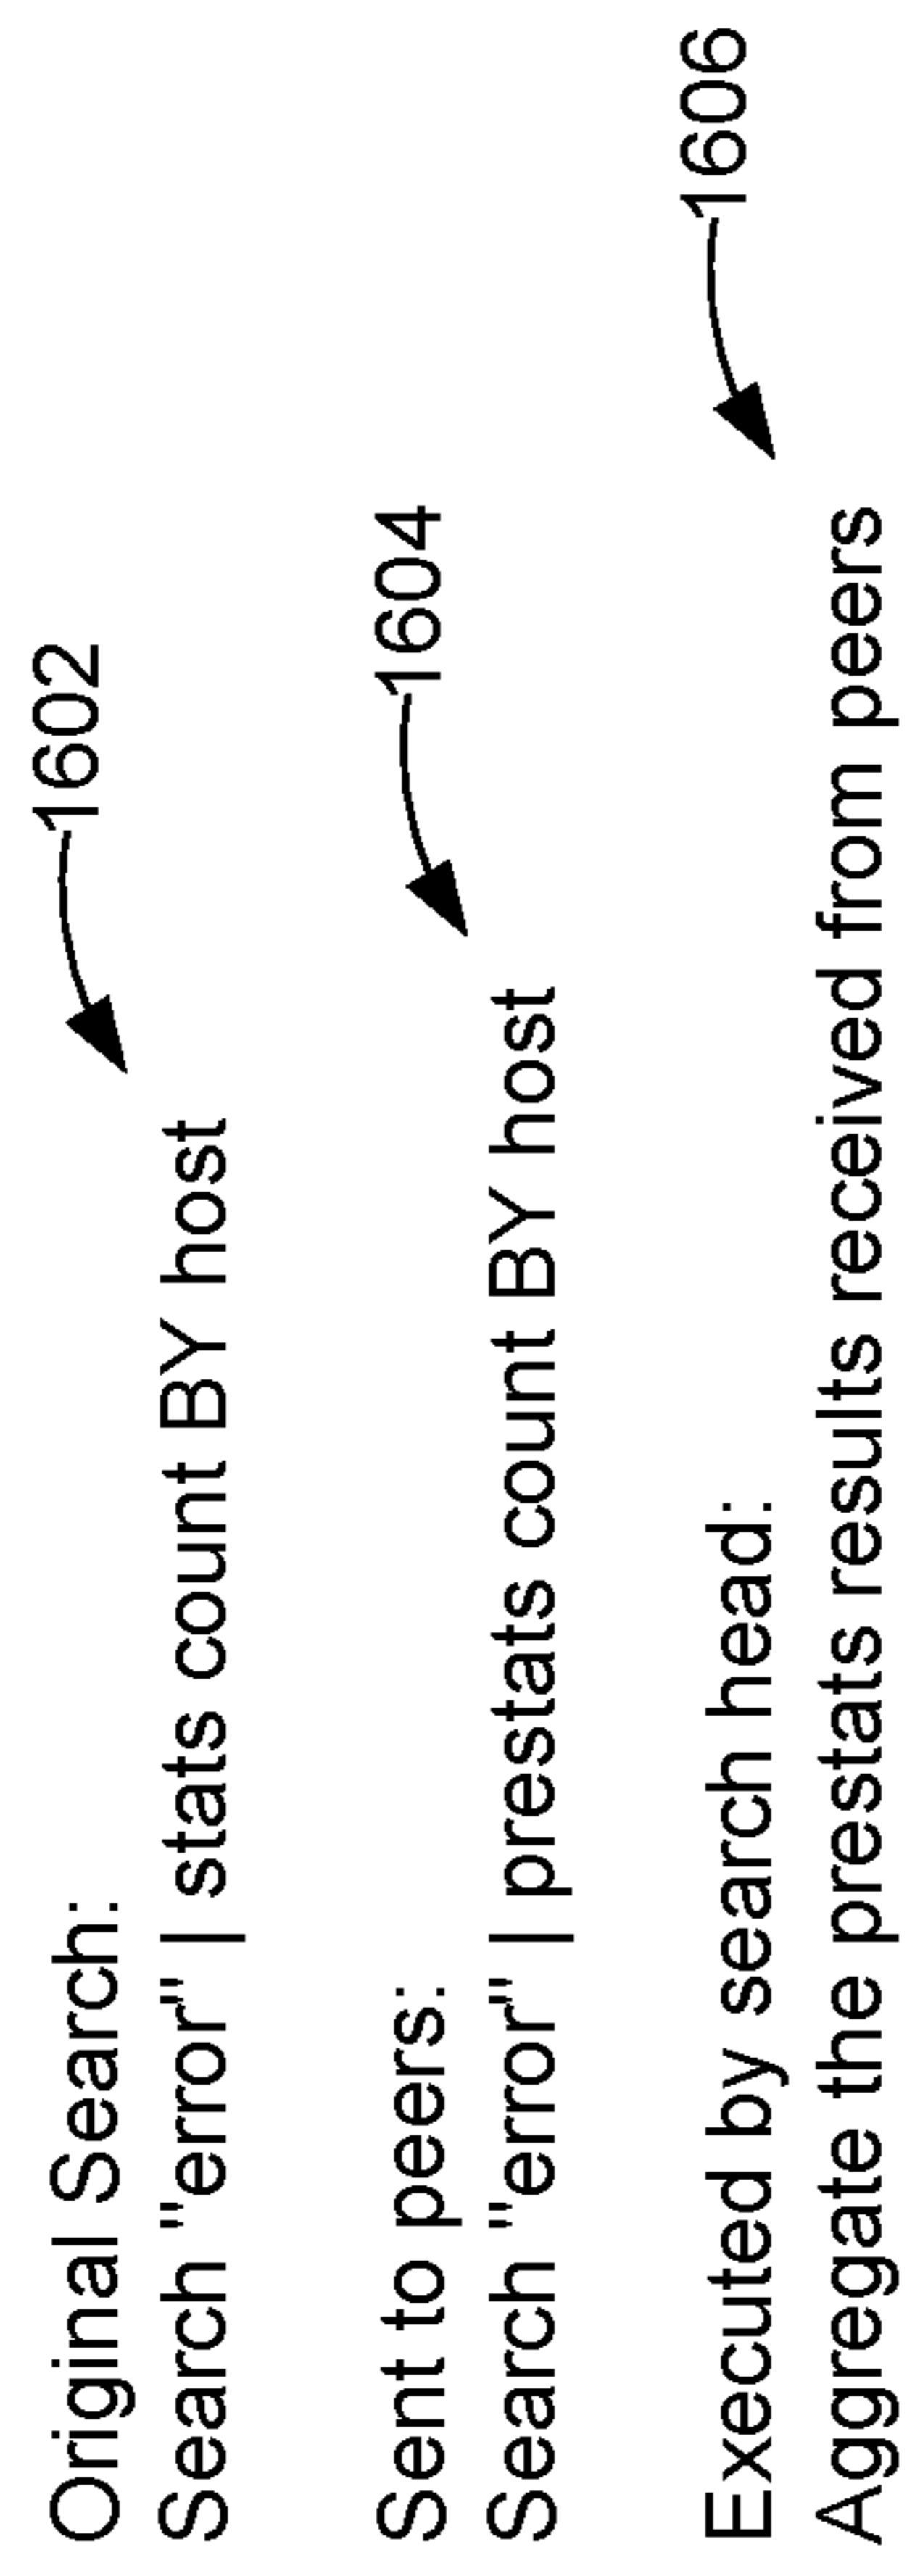 Original Search: 1602
Search "error" | stats count BY host
Sent to peers: 1604
Search "error" | prestats count BY host
Executed by search head: 1606
Aggregate the prestats results received from peers